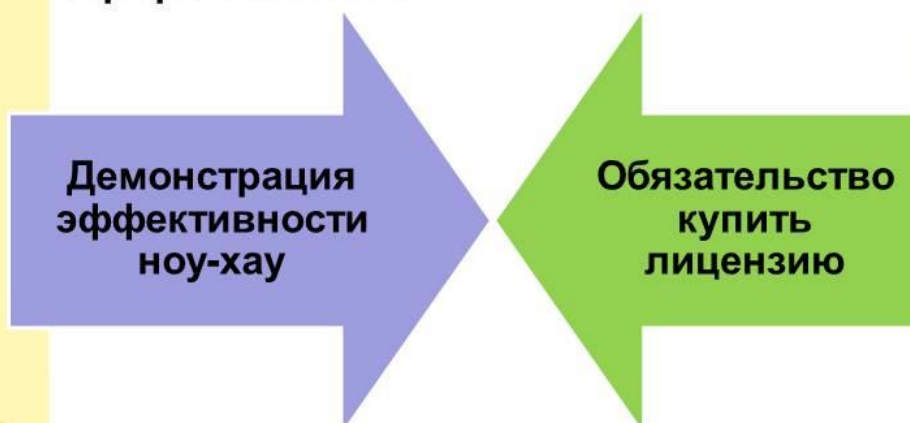 Демонстрация
эффективности
ноу-хау
Обязательство
купить
лицензию